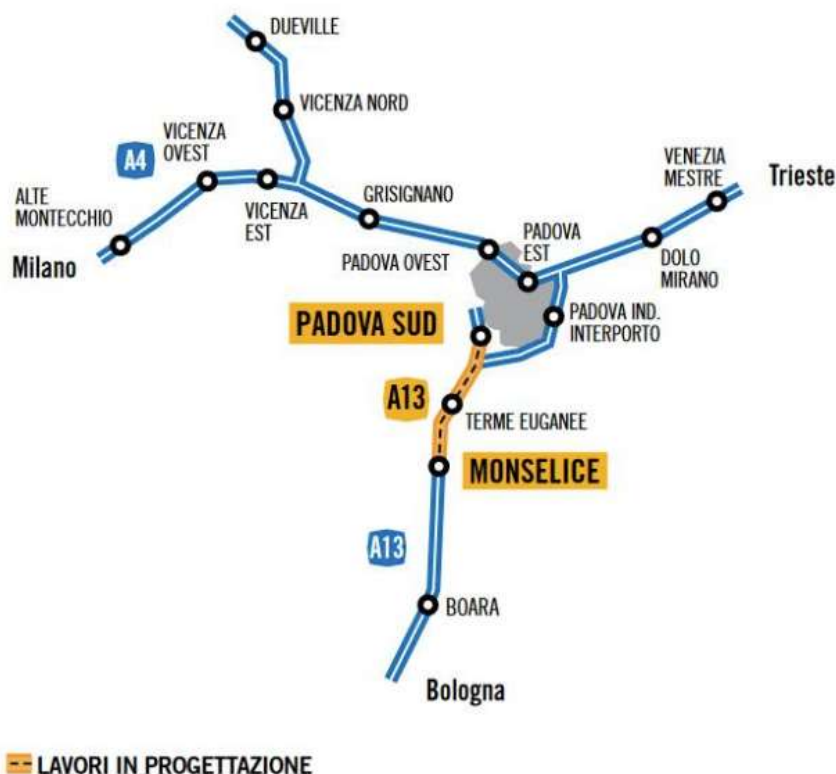 DUEVILLE
VICENZA NORD
VICENZA
OVEST
A4
VENEZIA
MESTRE
Trieste
ALTE
MONTECCHIO
VICENZA
EST
GRISIGNANO
PADOVA
EST
PADOVA OVEST
DOLO
MIRANO
Milano
PADOVA SUD
PADOVA IND.
INTERPORTO
A13
TERME EUGANEE
MONSELICE
A13
BOARA
Bologna
LAVORI IN PROGETTAZIONE